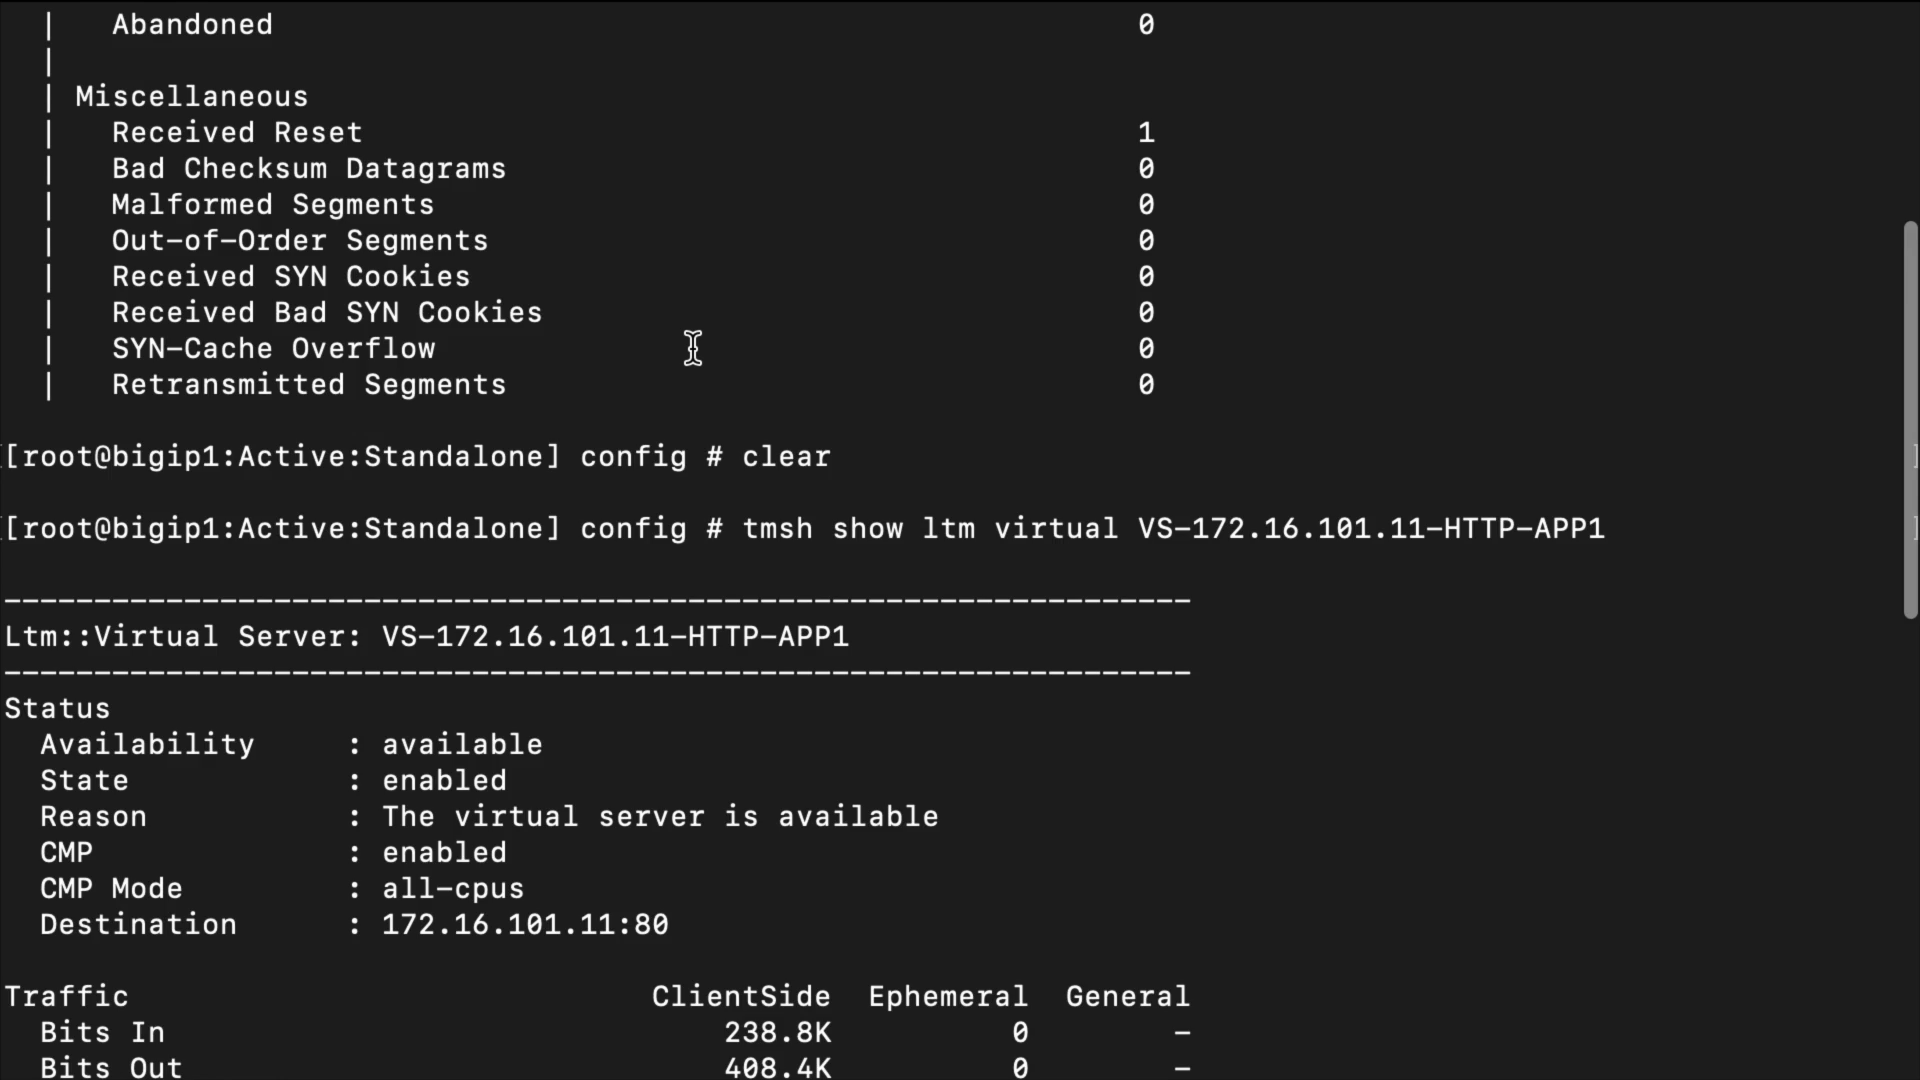 |   Abandoned                                                0
|
| Miscellaneous
|   Received Reset                                           1
|   Bad Checksum Datagrams                                   0
|   Malformed Segments                                       0
|   Out-of-Order Segments                                    0
|   Received SYN Cookies                                     0
|   Received Bad SYN Cookies                                 0
|   SYN-Cache Overflow                                       0
|   Retransmitted Segments                                   0
[root@bigip1:Active:Standalone] config # clear ]
[root@bigip1:Active:Standalone] config # tmsh show ltm virtual VS-172.16.101.11-HTTP-APP1 ]
------------------------------------------------------------------
Ltm::Virtual Server: VS-172.16.101.11-HTTP-APP1
------------------------------------------------------------------
Status
  Availability     : available
  State            : enabled
  Reason           : The virtual server is available
  CMP              : enabled
  CMP Mode         : all-cpus
  Destination      : 172.16.101.11:80
Traffic                             ClientSide  Ephemeral  General
  Bits In                               238.8K          0        -
  Bits Out                              408.4K          0        -